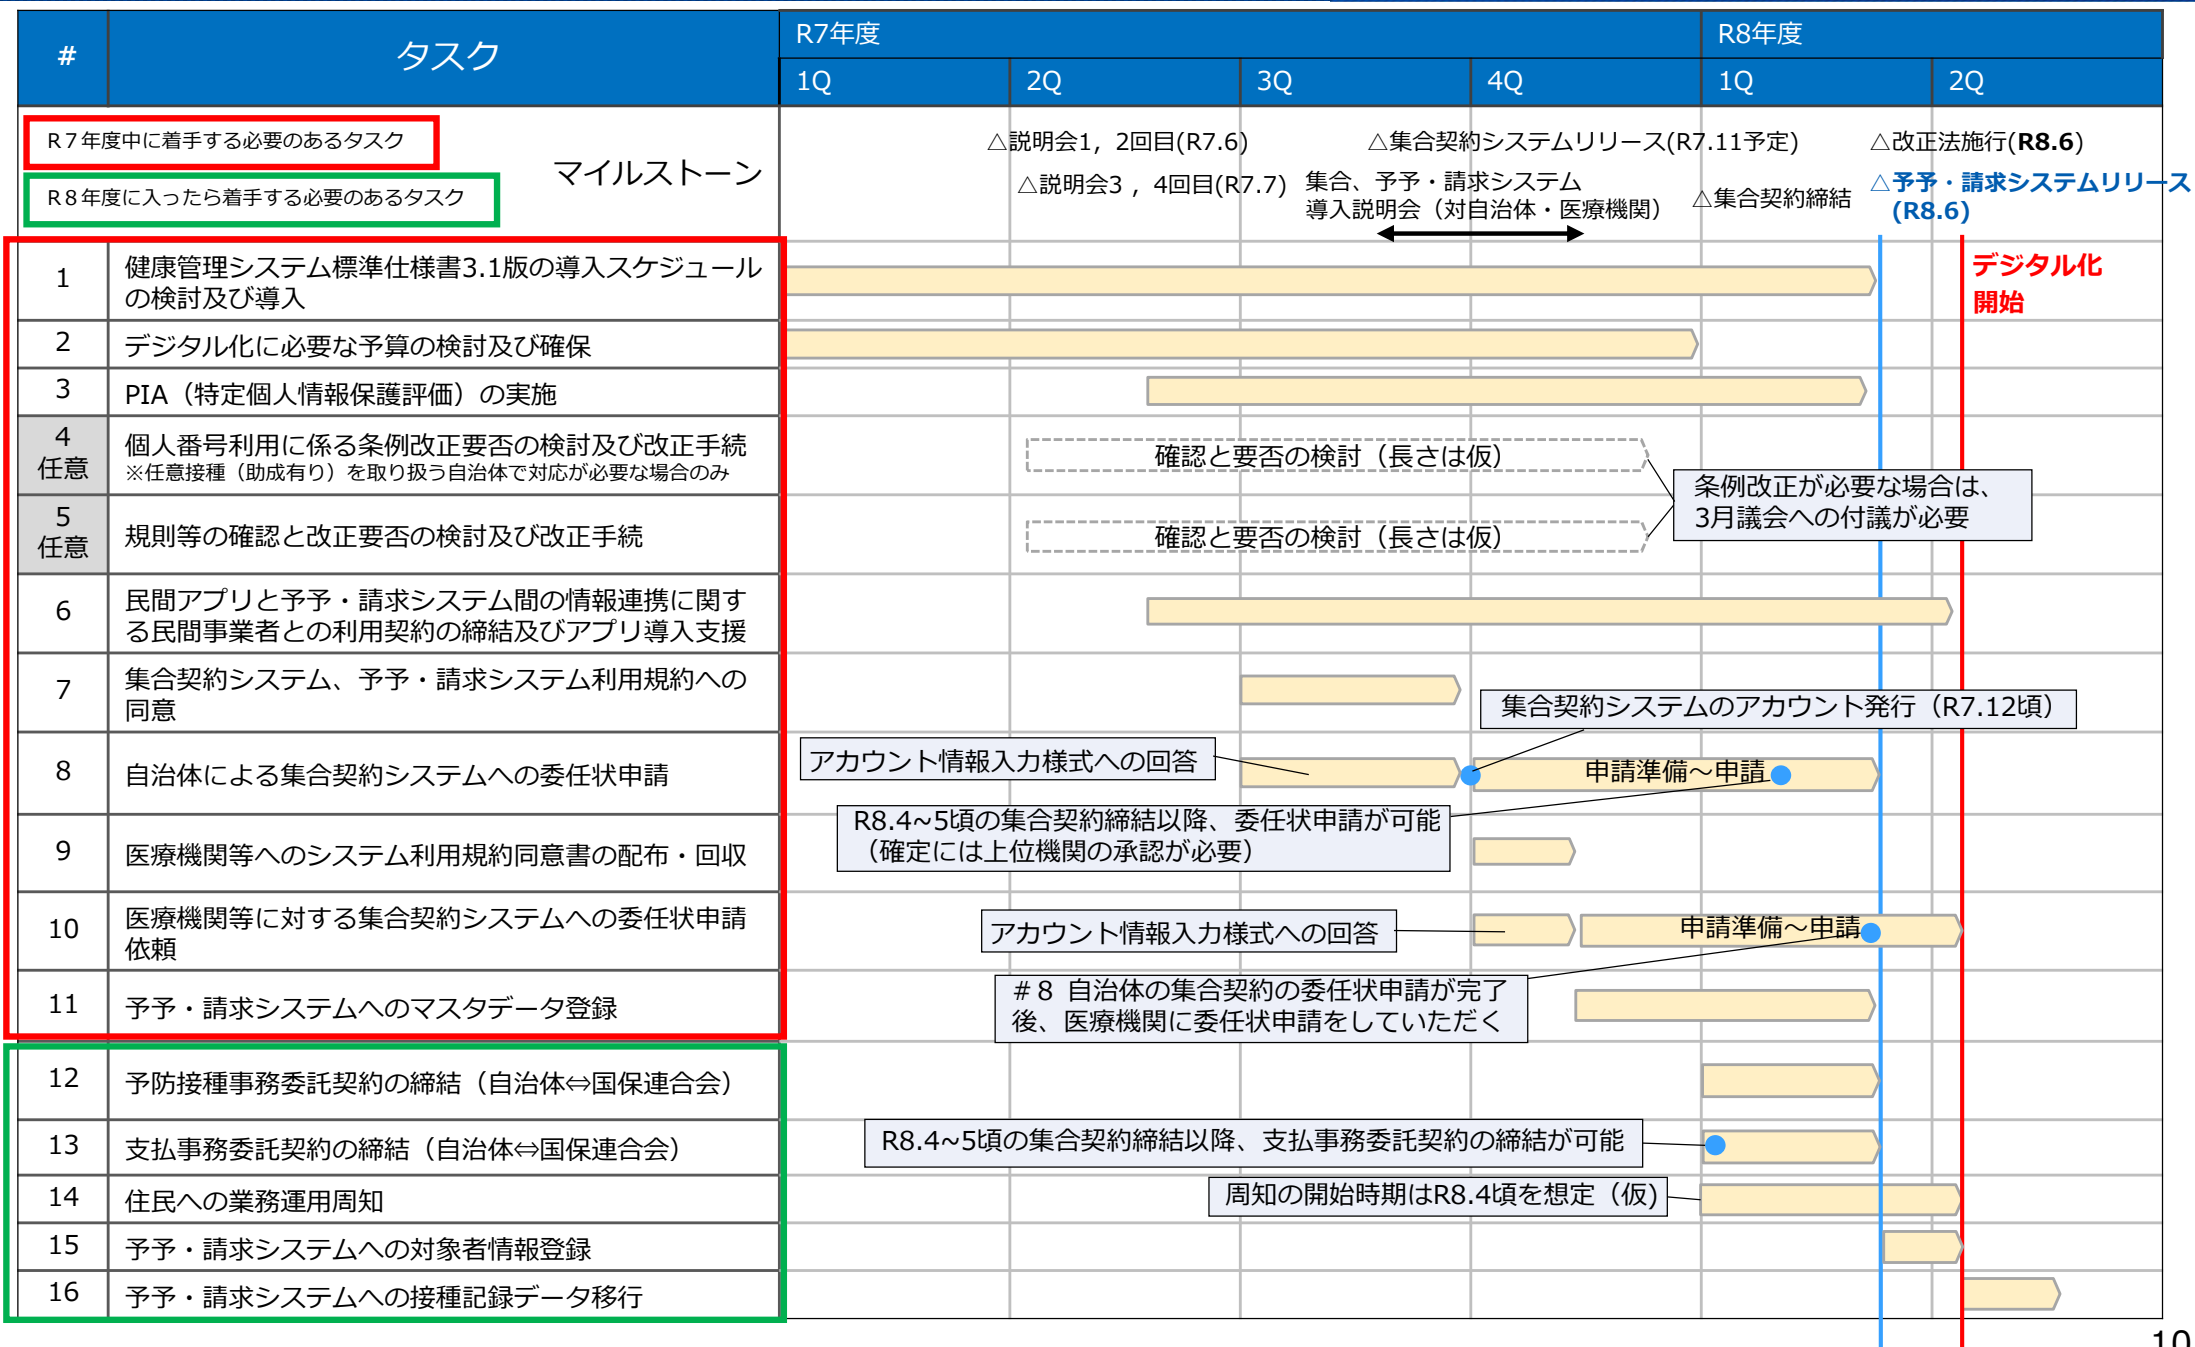 #
タスク
R7年度
R8年度
1Q
2Q
3Q
4Q
1Q
2Q
R７年度中に着手する必要のあるタスク
R８年度に入ったら着手する必要のあるタスク
マイルストーン
△説明会1，2回目(R7.6)
△説明会3，4回目(R7.7)
△集合契約システムリリース(R7.11予定)
集合、予予・請求システム
導入説明会（対自治体・医療機関）
△集合契約締結
△改正法施行(R8.6)
△予予・請求システムリリース
(R8.6)
デジタル化
開始
1
健康管理システム標準仕様書3.1版の導入スケジュール
の検討及び導入
2
デジタル化に必要な予算の検討及び確保
3
PIA（特定個人情報保護評価）の実施
4
任意
個人番号利用に係る条例改正要否の検討及び改正手続
※任意接種（助成有り）を取り扱う自治体で対応が必要な場合のみ
確認と要否の検討（長さは仮）
条例改正が必要な場合は、
3月議会への付議が必要
5
任意
規則等の確認と改正要否の検討及び改正手続
確認と要否の検討（長さは仮）
6
民間アプリと予予・請求システム間の情報連携に関す
る民間事業者との利用契約の締結及びアプリ導入支援
7
集合契約システム、予予・請求システム利用規約への
同意
集合契約システムのアカウント発行（R7.12頃）
8
自治体による集合契約システムへの委任状申請
アカウント情報入力様式への回答
申請準備～申請
R8.4~5頃の集合契約締結以降、委任状申請が可能
（確定には上位機関の承認が必要）
9
医療機関等へのシステム利用規約同意書の配布・回収
10
医療機関等に対する集合契約システムへの委任状申請
依頼
アカウント情報入力様式への回答
申請準備～申請
＃８ 自治体の集合契約の委任状申請が完了
後、医療機関に委任状申請をしていただく
11
予予・請求システムへのマスタデータ登録
12
予防接種事務委託契約の締結（自治体⇔国保連合会）
13
支払事務委託契約の締結（自治体⇔国保連合会）
R8.4~5頃の集合契約締結以降、支払事務委託契約の締結が可能
14
住民への業務運用周知
周知の開始時期はR8.4頃を想定（仮)
15
予予・請求システムへの対象者情報登録
16
予予・請求システムへの接種記録データ移行
10